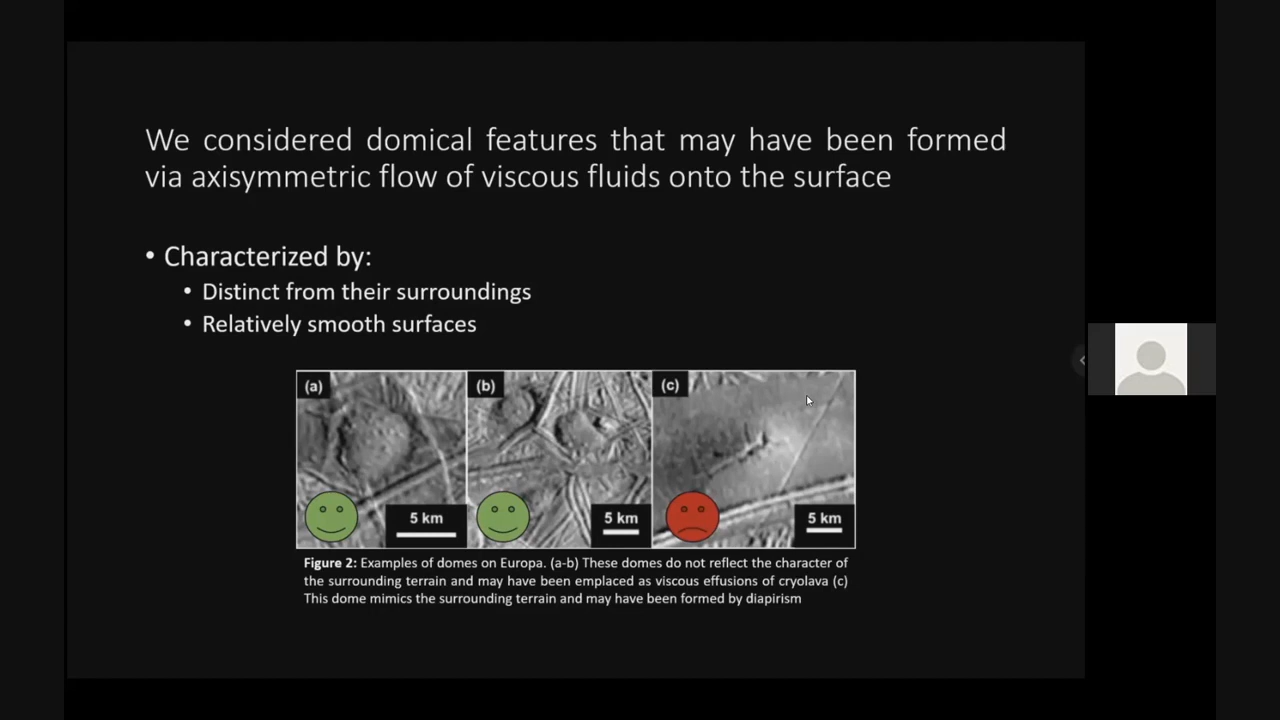 We considered domical features that may have been formed
via axisymmetric flow of viscous fluids onto the surface
• Characterized by:
• Distinct from their surroundings
• Relatively smooth surfaces
(a)
(b)
(c)
5 km
5 km
5 km
Figure 2: Examples of domes on Europa. (a-b) These domes do not reflect the character of
the surrounding terrain and may have been emplaced as viscous effusions of cryolava (c)
This dome mimics the surrounding terrain and may have been formed by diapirism